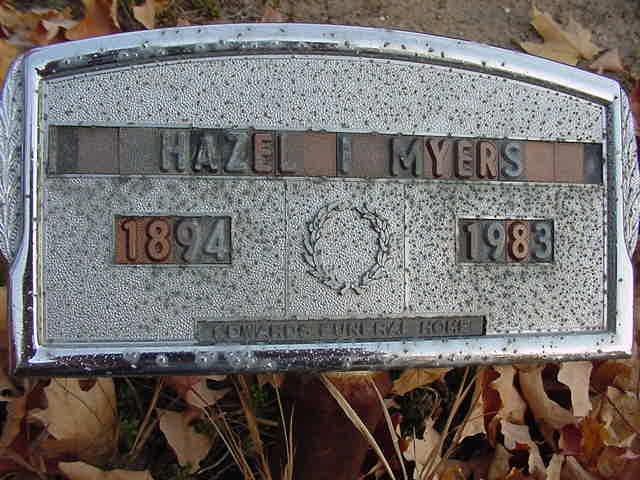 HAZEL I MYERS
1894 1983
EDWARDS FUNERAL HOME